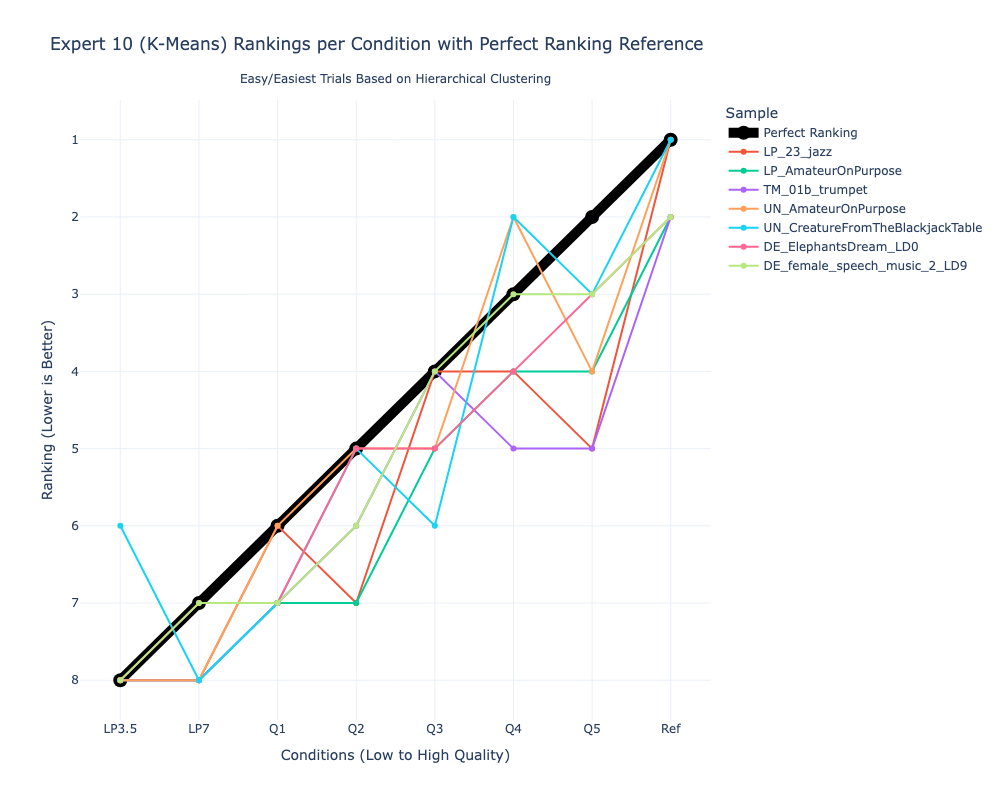 Expert 10 (K-Means) Rankings per Condition with Perfect Ranking Reference
Easy/Easiest Trials Based on Hierarchical Clustering
Sample
Perfect Ranking
LP_23_jazz
LP_AmateurOnPurpose
TM_01b_trumpet
UN_AmateurOnPurpose
UN_CreatureFromTheBlackjackTable
DE_ElephantsDream_LD0
DE_female_speech_music_2_LD9
Ranking (Lower is Better)
1
2
3
4
5
6
7
8
LP3.5 LP7 Q1 Q2 Q3 Q4 Q5 Ref
Conditions (Low to High Quality)